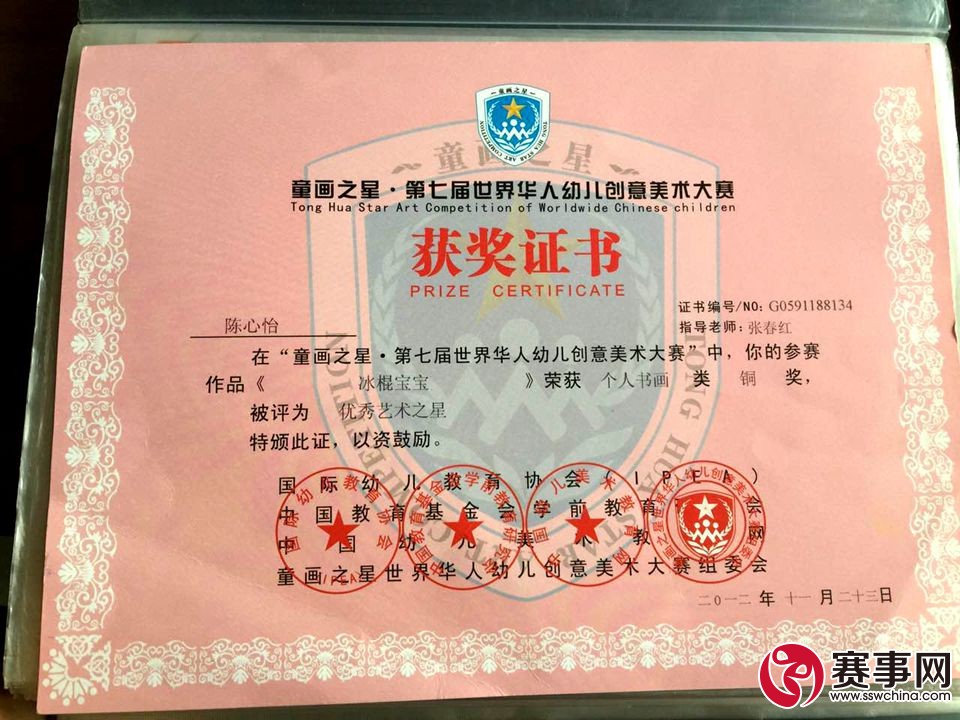 童画之星
TONG HUA STAR ART COMPETITION
童画之星
童画之星·第七届世界华人幼儿创意美术大赛
Tong Hua Star Art Competition of Worldwide Chinese children
获奖证书
PRIZE CERTIFICATE
证书编号/NO: G0591188134
陈心怡
指导老师: 张春红
在“童画之星·第七届世界华人幼儿创意美术大赛”中，你的参赛
作品《 冰棍宝宝 》荣获 个人书画 类 铜 奖，
被评为 优秀艺术之星
特颁此证，以资鼓励。
国际幼儿教育协会(IPEA)
中国教育基金会学前教育
中国幼儿美术教 网
童画之星世界华人幼儿创意美术大赛组委会
二〇一二 年 十一 月 二十三 日
赛事网
www.sswchina.com